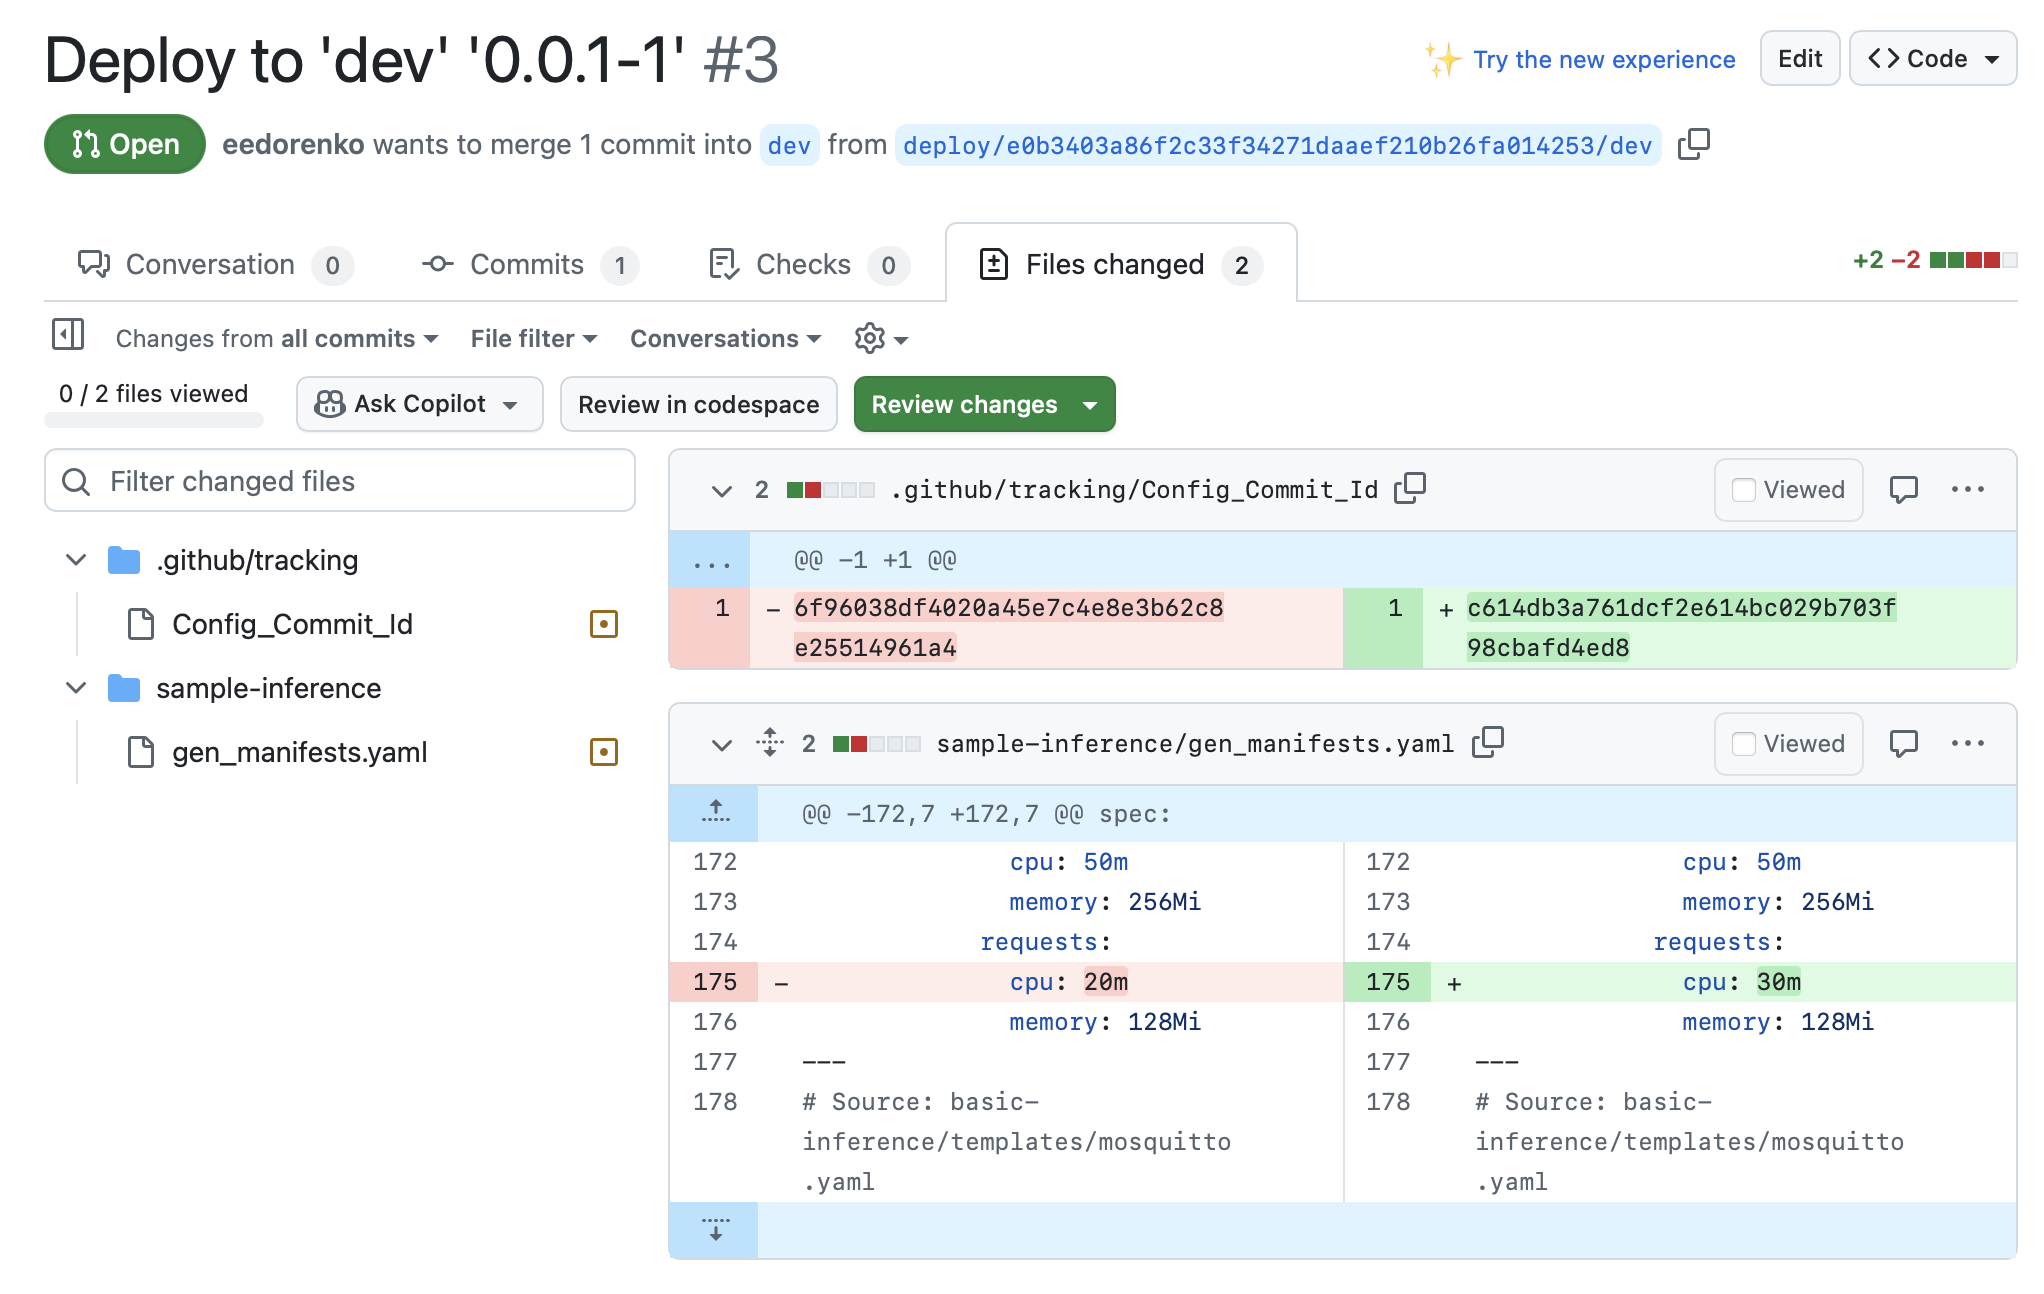 Deploy to 'dev' '0.0.1-1' #3
Try the new experience
Edit
Code
Open
eedorenko wants to merge 1 commit into dev from deploy/e0b3403a86f2c33f34271daaef210b26fa014253/dev
Conversation 0
Commits 1
Checks 0
Files changed 2
+2 −2
Changes from all commits
File filter
Conversations
0 / 2 files viewed
Ask Copilot
Review in codespace
Review changes
Filter changed files
.github/tracking
Config_Commit_Id
sample-inference
gen_manifests.yaml
2 .github/tracking/Config_Commit_Id
Viewed
...
@@ -1 +1 @@
1 - 6f96038df4020a45e7c4e8e3b62c8
e25514961a4
1 + c614db3a761dcf2e614bc029b703f
98cbafd4ed8
2 sample-inference/gen_manifests.yaml
Viewed
@@ -172,7 +172,7 @@ spec:
172 cpu: 50m
173 memory: 256Mi
174 requests:
175 - cpu: 20m
176 memory: 128Mi
177 ---
178 # Source: basic-
inference/templates/mosquitto
.yaml
172 cpu: 50m
173 memory: 256Mi
174 requests:
175 + cpu: 30m
176 memory: 128Mi
177 ---
178 # Source: basic-
inference/templates/mosquitto
.yaml